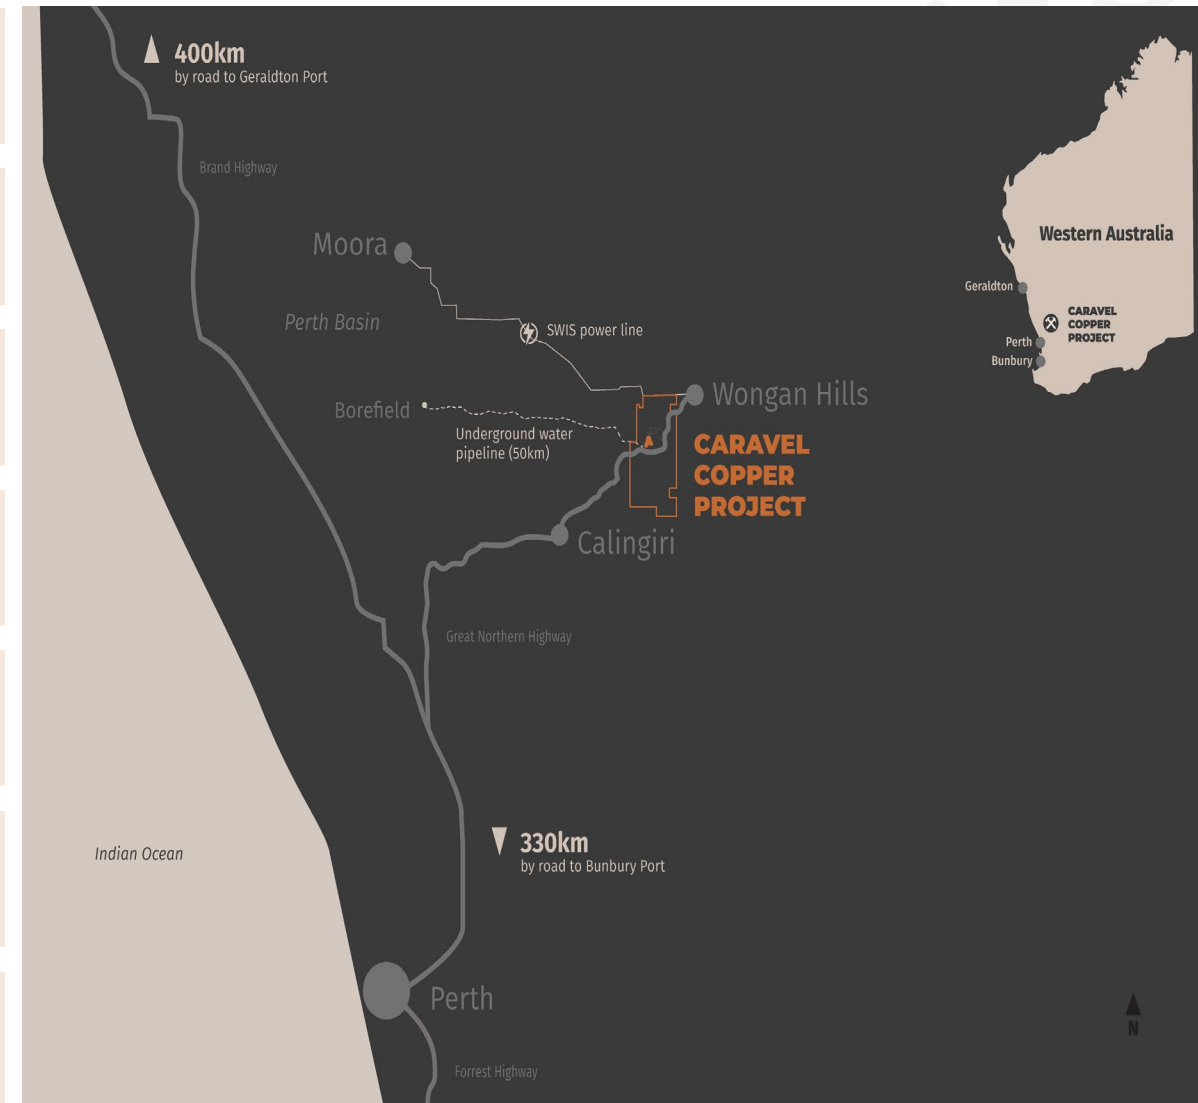 400km
by road to Geraldton Port
Brand Highway
Moora
Perth Basin
SWIS power line
Borefield
Underground water
pipeline (50km)
Wongan Hills
CARAVEL
COPPER
PROJECT
Calingiri
Great Northern Highway
Indian Ocean
330km
by road to Bunbury Port
Perth
Forrest Highway
Western Australia
Geraldton
CARAVEL
COPPER
PROJECT
Perth
Bunbury
N